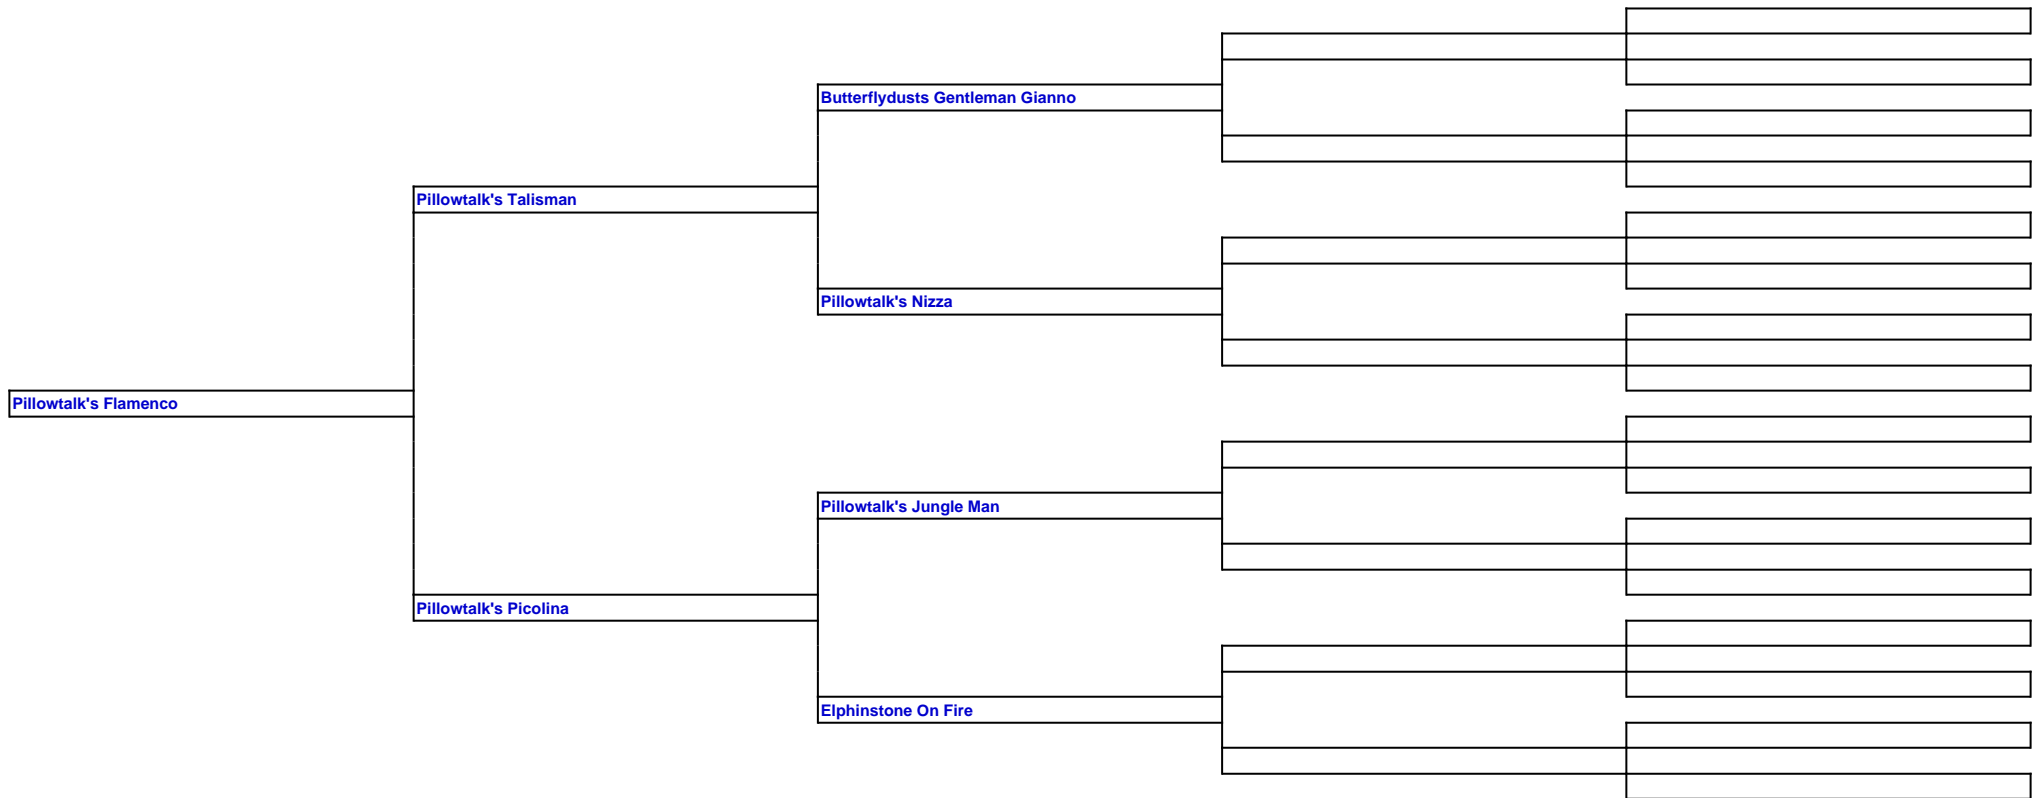 Butterflydusts Gentleman Gianno
Pillowtalk's Talisman
Pillowtalk's Nizza
Pillowtalk's Flamenco
Pillowtalk's Jungle Man
Pillowtalk's Picolina
Elphinstone On Fire